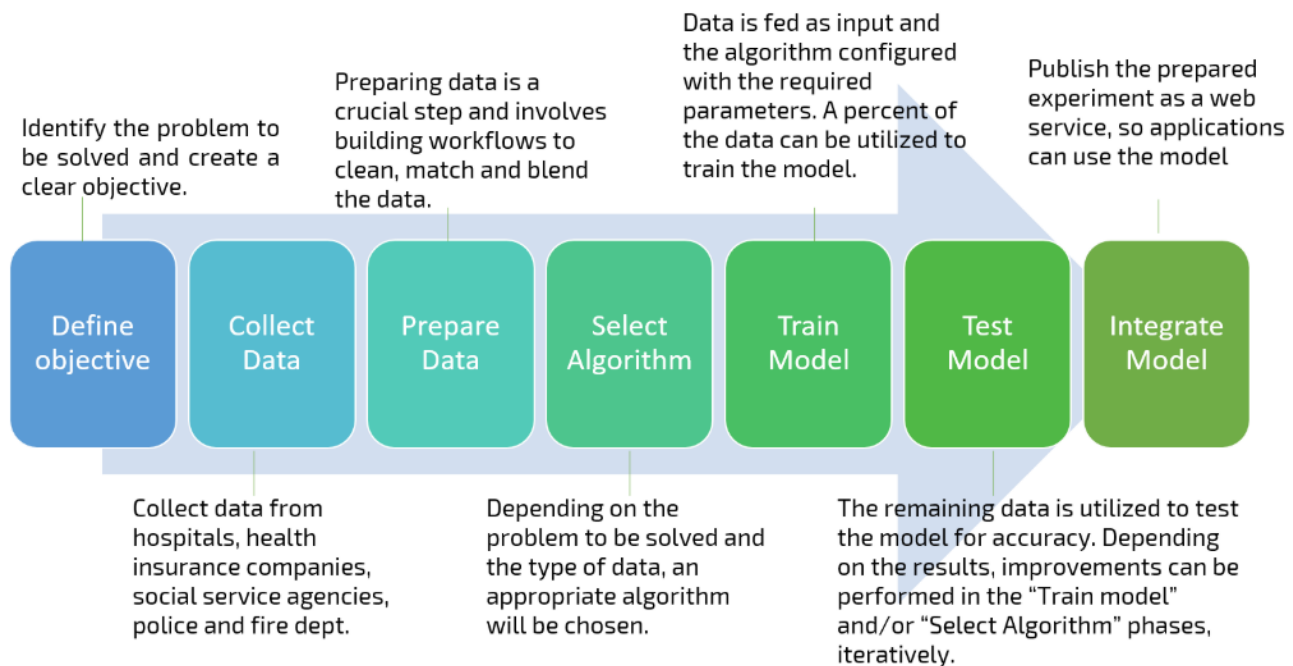 Identify the problem to
be solved and create a
clear objective.
Preparing data is a
crucial step and involves
building workflows to
clean, match and blend
the data.
Data is fed as input and
the algorithm configured
with the required
parameters. A percent of
the data can be utilized to
train the model.
Publish the prepared
experiment as a web
service, so applications
can use the model
Define
objective
Collect
Data
Prepare
Data
Select
Algorithm
Train
Model
Test
Model
Integrate
Model
Collect data from
hospitals, health
insurance companies,
social service agencies,
police and fire dept.
Depending on the
problem to be solved and
the type of data, an
appropriate algorithm
will be chosen.
The remaining data is utilized to test
the model for accuracy. Depending
on the results, improvements can be
performed in the “Train model”
and/or “Select Algorithm” phases,
iteratively.